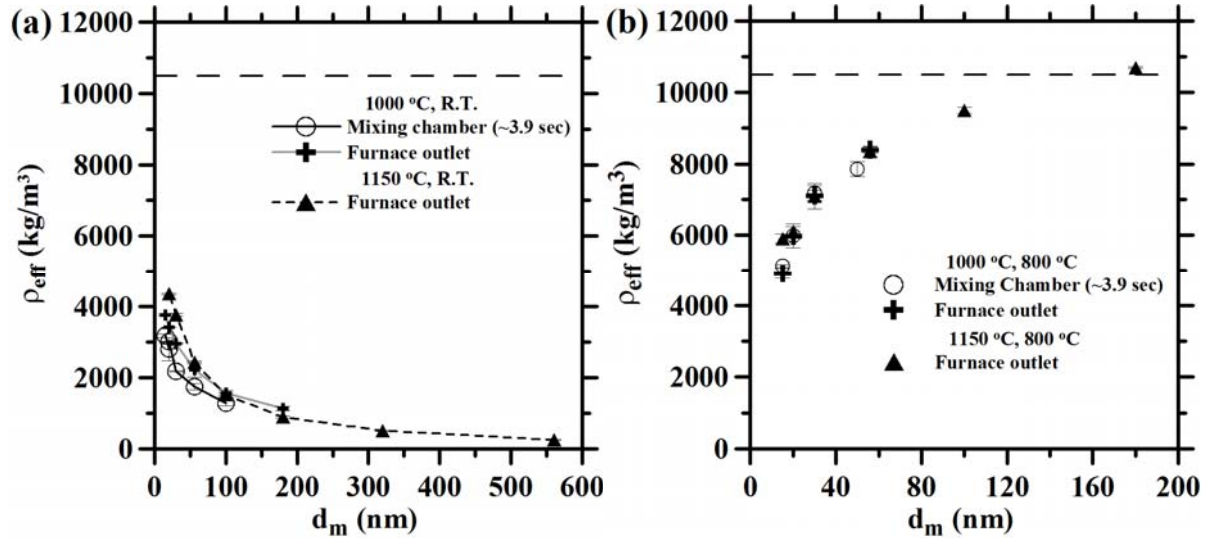 (a)
12000
10000
8000
6000
4000
2000
0
ρeff (kg/m³)
1000 ºC, R.T.
Mixing chamber (~3.9 sec)
Furnace outlet
1150 ºC, R.T.
Furnace outlet
0 100 200 300 400 500 600
dm (nm)
(b)
12000
10000
8000
6000
4000
2000
0
ρeff (kg/m³)
1000 ºC, 800 ºC
Mixing Chamber (~3.9 sec)
Furnace outlet
1150 ºC, 800 ºC
Furnace outlet
0 40 80 120 160 200
dm (nm)